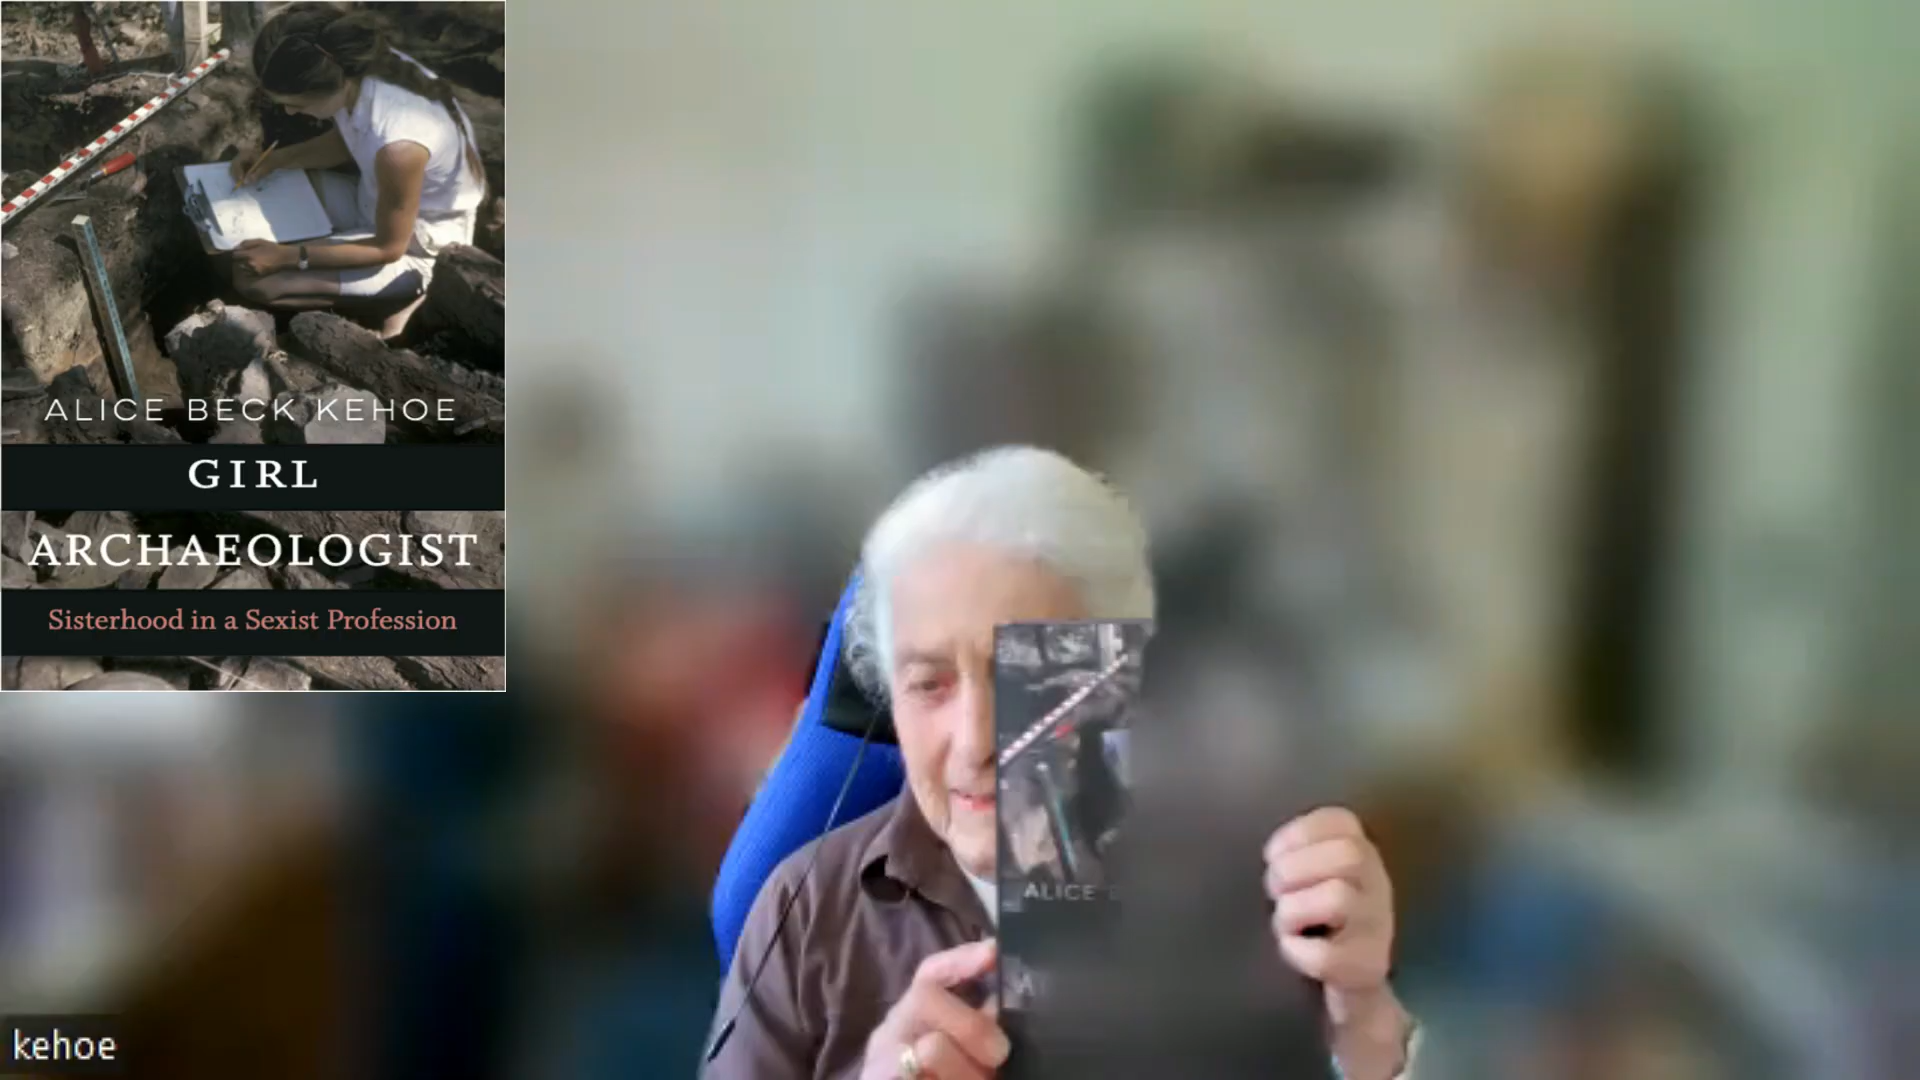 ALICE BECK KEHOE
GIRL
ARCHAEOLOGIST
Sisterhood in a Sexist Profession
ALICE
kehoe